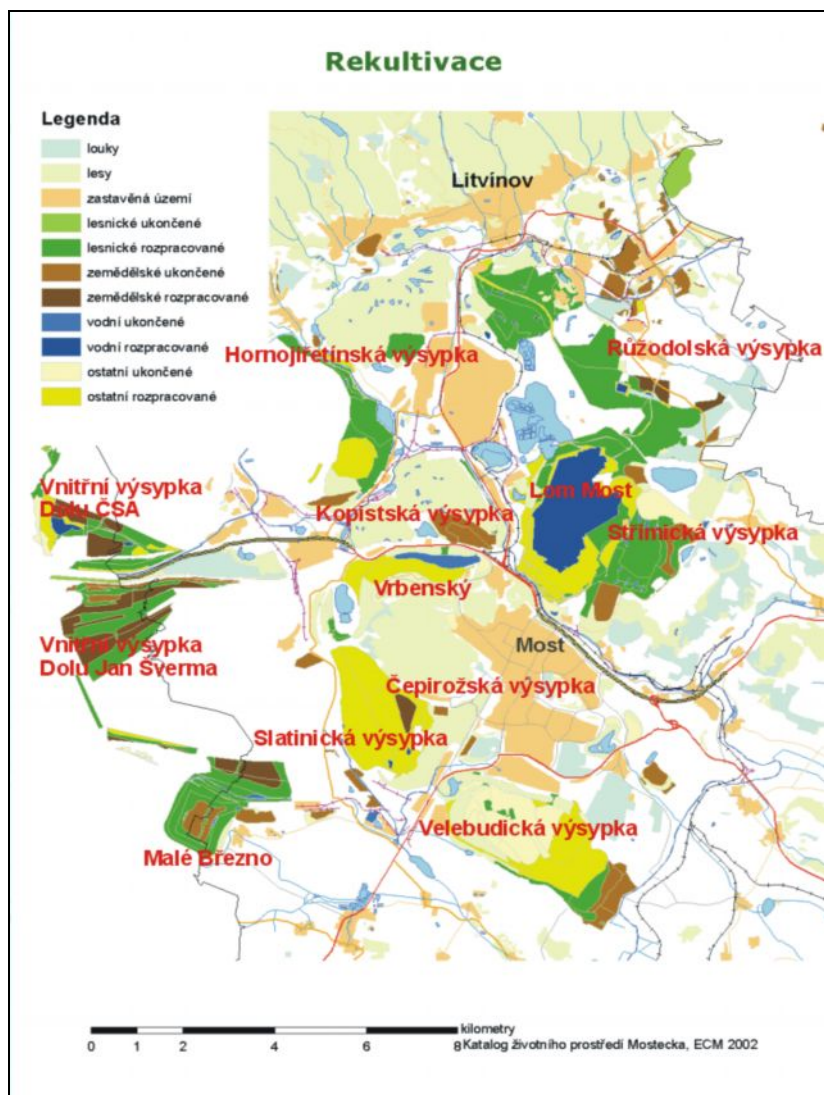 Rekultivace
Legenda
louky
lesy
zastavěná území
lesnické ukončené
lesnické rozpracované
zemědělské ukončené
zemědělské rozpracované
vodní ukončené
vodní rozpracované
ostatní ukončené
ostatní rozpracované
Litvínov
Hornojiřetínská výsypka
Růžodolská výsypka
Vnitřní výsypka
Dolu ČSA
Lom Most
Kopistská výsypka
Střimická výsypka
Vrbenský
Most
Vnitřní výsypka
Dolu Jan Šverma
Čepirožská výsypka
Slatinická výsypka
Velebudická výsypka
Malé Březno
kilometry
0 1 2 4 6 8
Katalog životního prostředí Mostecka, ECM 2002